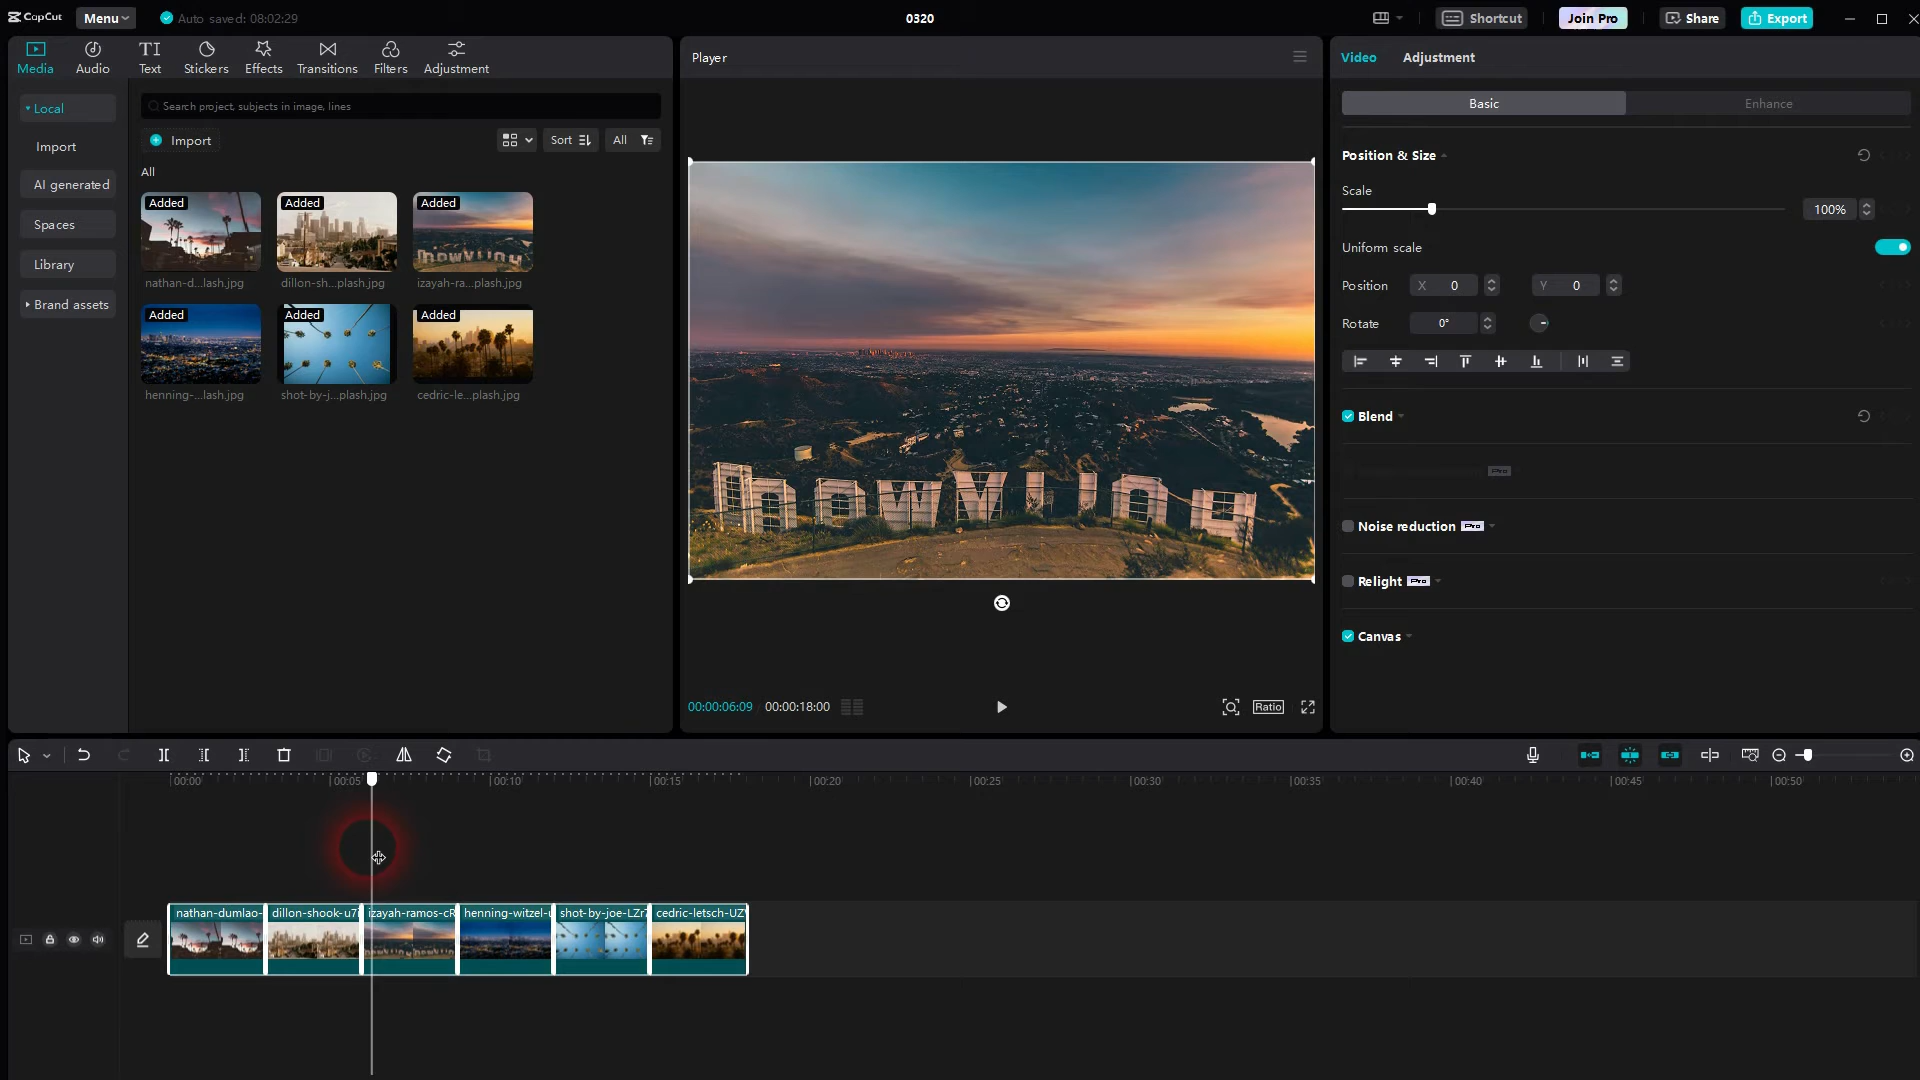 CapCut
Menu
Auto saved: 08:02:29
0320
Shortcut
Join Pro
Share
Export
Media
Audio
Text
Stickers
Effects
Transitions
Filters
Adjustment
Local
Import
AI generated
Spaces
Library
Brand assets
Search project, subjects in image, lines
Import
Sort
All
All
Added
Added
Added
nathan-d...lash.jpg
dillon-sh...plash.jpg
izayah-ra...plash.jpg
Added
Added
Added
henning-...lash.jpg
shot-by-j...plash.jpg
cedric-le...plash.jpg
Player
00:00:06:09
00:00:18:00
Ratio
Video
Adjustment
Basic
Enhance
Position & Size
Scale
100%
Uniform scale
Position
X 0
Y 0
Rotate
0°
Blend
Pro
Noise reduction Pro
Relight Pro
Canvas
00:00
00:05
00:10
00:15
00:20
00:25
00:30
00:35
00:40
00:45
00:50
nathan-dumlao-
dillon-shook-u7i
izayah-ramos-cR
henning-witzel-u
shot-by-joe-LZr7
cedric-letsch-UZ